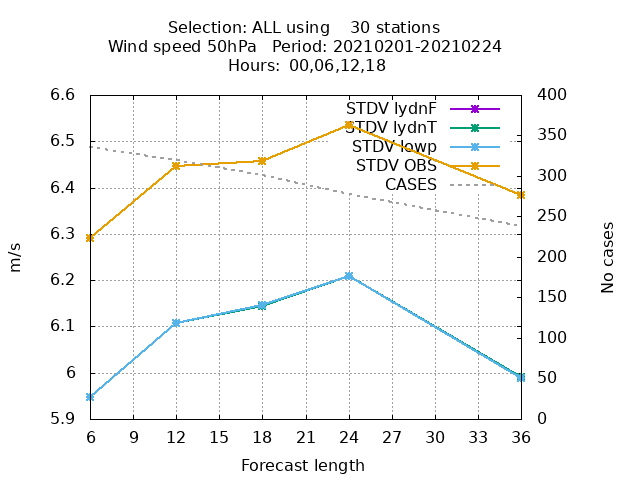 Selection: ALL using 30 stations
Wind speed 50hPa Period: 20210201-20210224
Hours: 00,06,12,18
6.6
6.5
6.4
6.3
6.2
6.1
6
5.9
m/s
STDV IydnF
STDV IydnT
STDV Iowp
STDV OBS
CASES
400
350
300
250
200
150
100
50
0
No cases
6 9 12 15 18 21 24 27 30 33 36
Forecast length